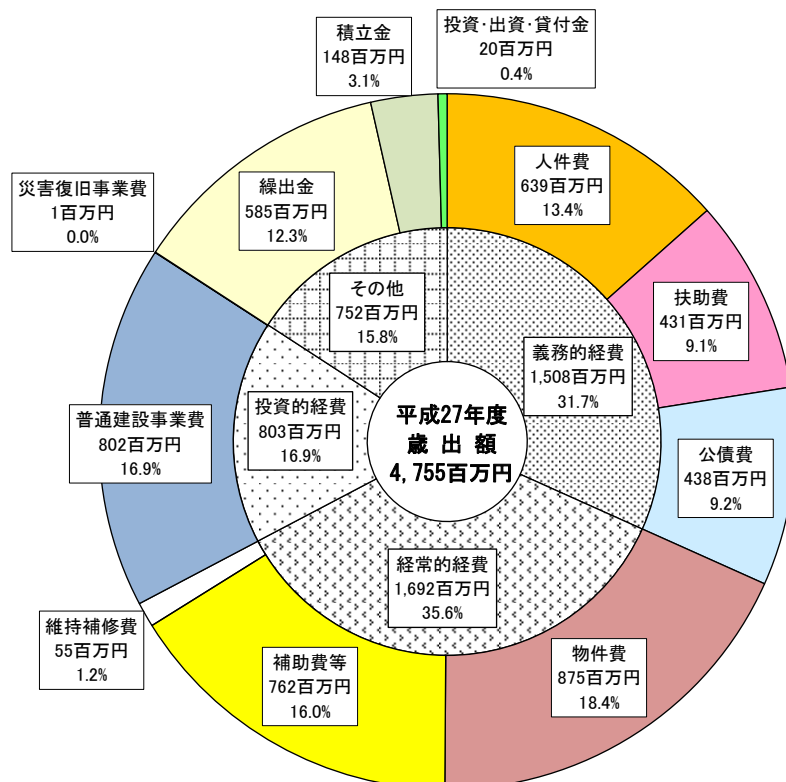 積立金
148百万円
3.1%
投資･出資･貸付金
20百万円
0.4%
人件費
639百万円
13.4%
災害復旧事業費
1百万円
0.0%
繰出金
585百万円
12.3%
その他
752百万円
15.8%
扶助費
431百万円
9.1%
義務的経費
1,508百万円
31.7%
普通建設事業費
802百万円
16.9%
投資的経費
803百万円
16.9%
平成27年度
歳 出 額
4,755百万円
公債費
438百万円
9.2%
経常的経費
1,692百万円
35.6%
維持補修費
55百万円
1.2%
補助費等
762百万円
16.0%
物件費
875百万円
18.4%